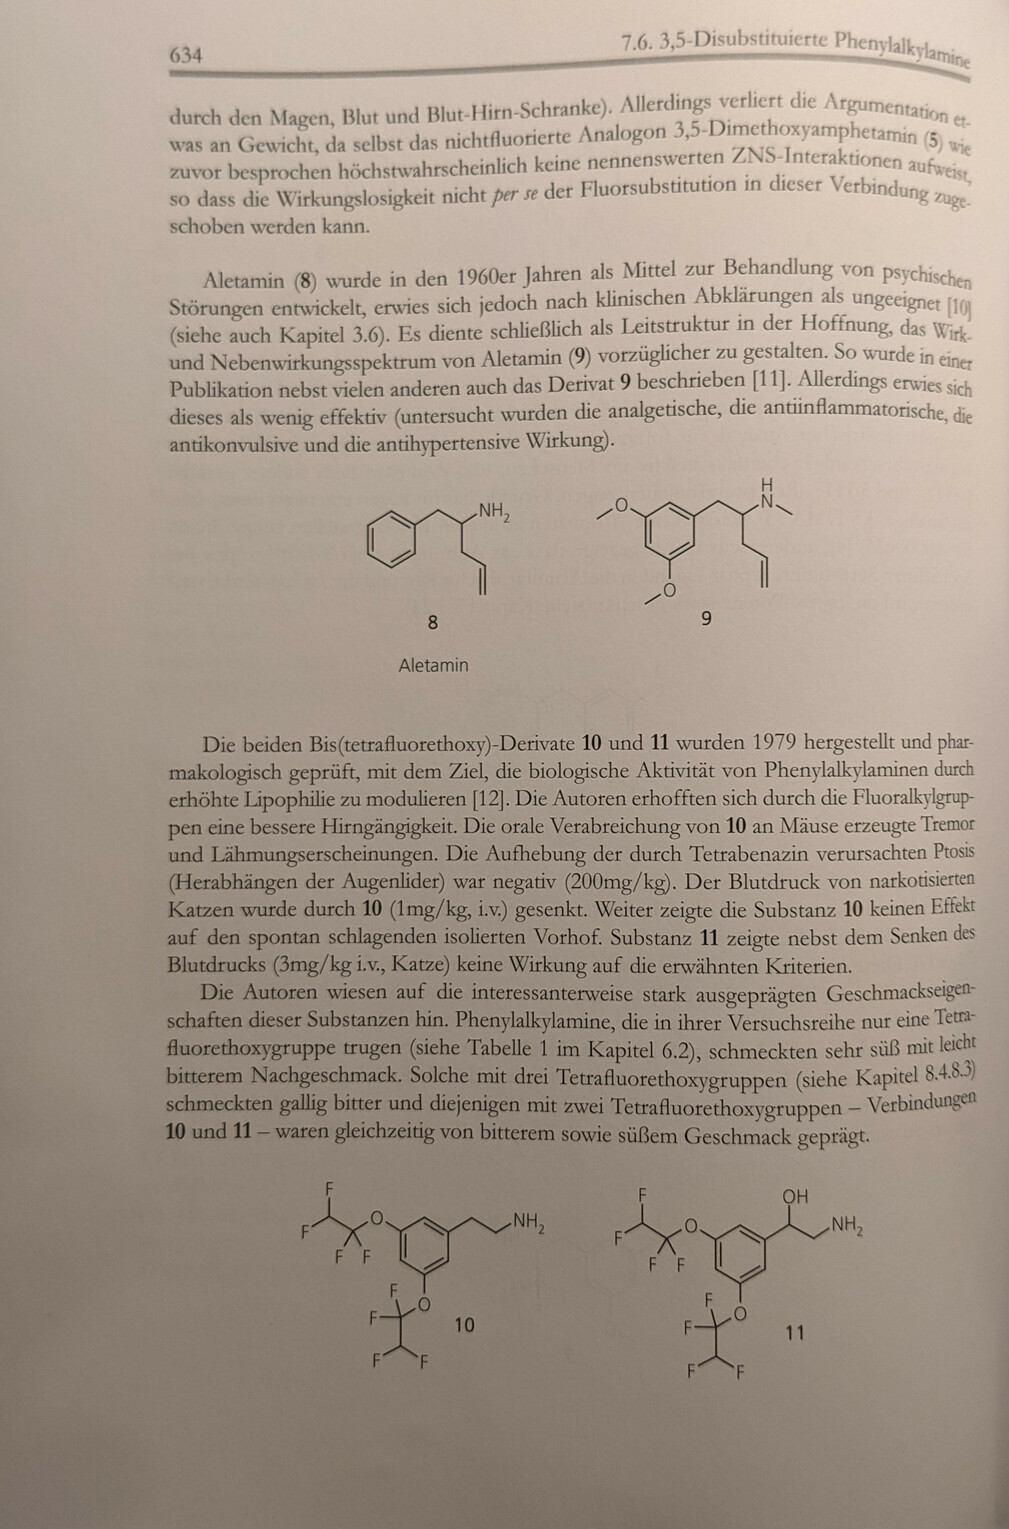 634
7.6. 3,5-Disubstituierte Phenylalkylamine
durch den Magen, Blut und Blut-Hirn-Schranke). Allerdings verliert die Argumentation et-
was an Gewicht, da selbst das nichtfluorierte Analogon 3,5-Dimethoxyamphetamin (5) wie
zuvor besprochen höchstwahrscheinlich keine nennenswerten ZNS-Interaktionen aufweist,
so dass die Wirkungslosigkeit nicht per se der Fluorsubstitution in dieser Verbindung zuge-
schoben werden kann.
Aletamin (8) wurde in den 1960er Jahren als Mittel zur Behandlung von psychischen
Störungen entwickelt, erwies sich jedoch nach klinischen Abklärungen als ungeeignet [10]
(siehe auch Kapitel 3.6). Es diente schließlich als Leitstruktur in der Hoffnung, das Wirk-
und Nebenwirkungsspektrum von Aletamin (9) vorzüglicher zu gestalten. So wurde in einer
Publikation nebst vielen anderen auch das Derivat 9 beschrieben [11]. Allerdings erwies sich
dieses als wenig effektiv (untersucht wurden die analgetische, die antiinflammatorische, die
antikonvulsive und die antihypertensive Wirkung).
NH2
O
O
H
N
8
9
Aletamin
Die beiden Bis(tetrafluorethoxy)-Derivate 10 und 11 wurden 1979 hergestellt und phar-
makologisch geprüft, mit dem Ziel, die biologische Aktivität von Phenylalkylaminen durch
erhöhte Lipophilie zu modulieren [12]. Die Autoren erhofften sich durch die Fluoralkylgrup-
pen eine bessere Hirngängigkeit. Die orale Verabreichung von 10 an Mäuse erzeugte Tremor
und Lähmungserscheinungen. Die Aufhebung der durch Tetrabenazin verursachten Ptosis
(Herabhängen der Augenlider) war negativ (200mg/kg). Der Blutdruck von narkotisierten
Katzen wurde durch 10 (1mg/kg, i.v.) gesenkt. Weiter zeigte die Substanz 10 keinen Effekt
auf den spontan schlagenden isolierten Vorhof. Substanz 11 zeigte nebst dem Senken des
Blutdrucks (3mg/kg i.v., Katze) keine Wirkung auf die erwähnten Kriterien.
Die Autoren wiesen auf die interessanterweise stark ausgeprägten Geschmackseigen-
schaften dieser Substanzen hin. Phenylalkylamine, die in ihrer Versuchsreihe nur eine Tetra-
fluorethoxygruppe trugen (siehe Tabelle 1 im Kapitel 6.2), schmeckten sehr süß mit leicht
bitterem Nachgeschmack. Solche mit drei Tetrafluorethoxygruppen (siehe Kapitel 8.4.8.3)
schmeckten gallig bitter und diejenigen mit zwei Tetrafluorethoxygruppen – Verbindungen
10 und 11 – waren gleichzeitig von bitterem sowie süßem Geschmack geprägt.
F
F
F F
O
NH2
F
F
O
F F
10
F
F
F F
O
OH
NH2
F
F
O
F F
11